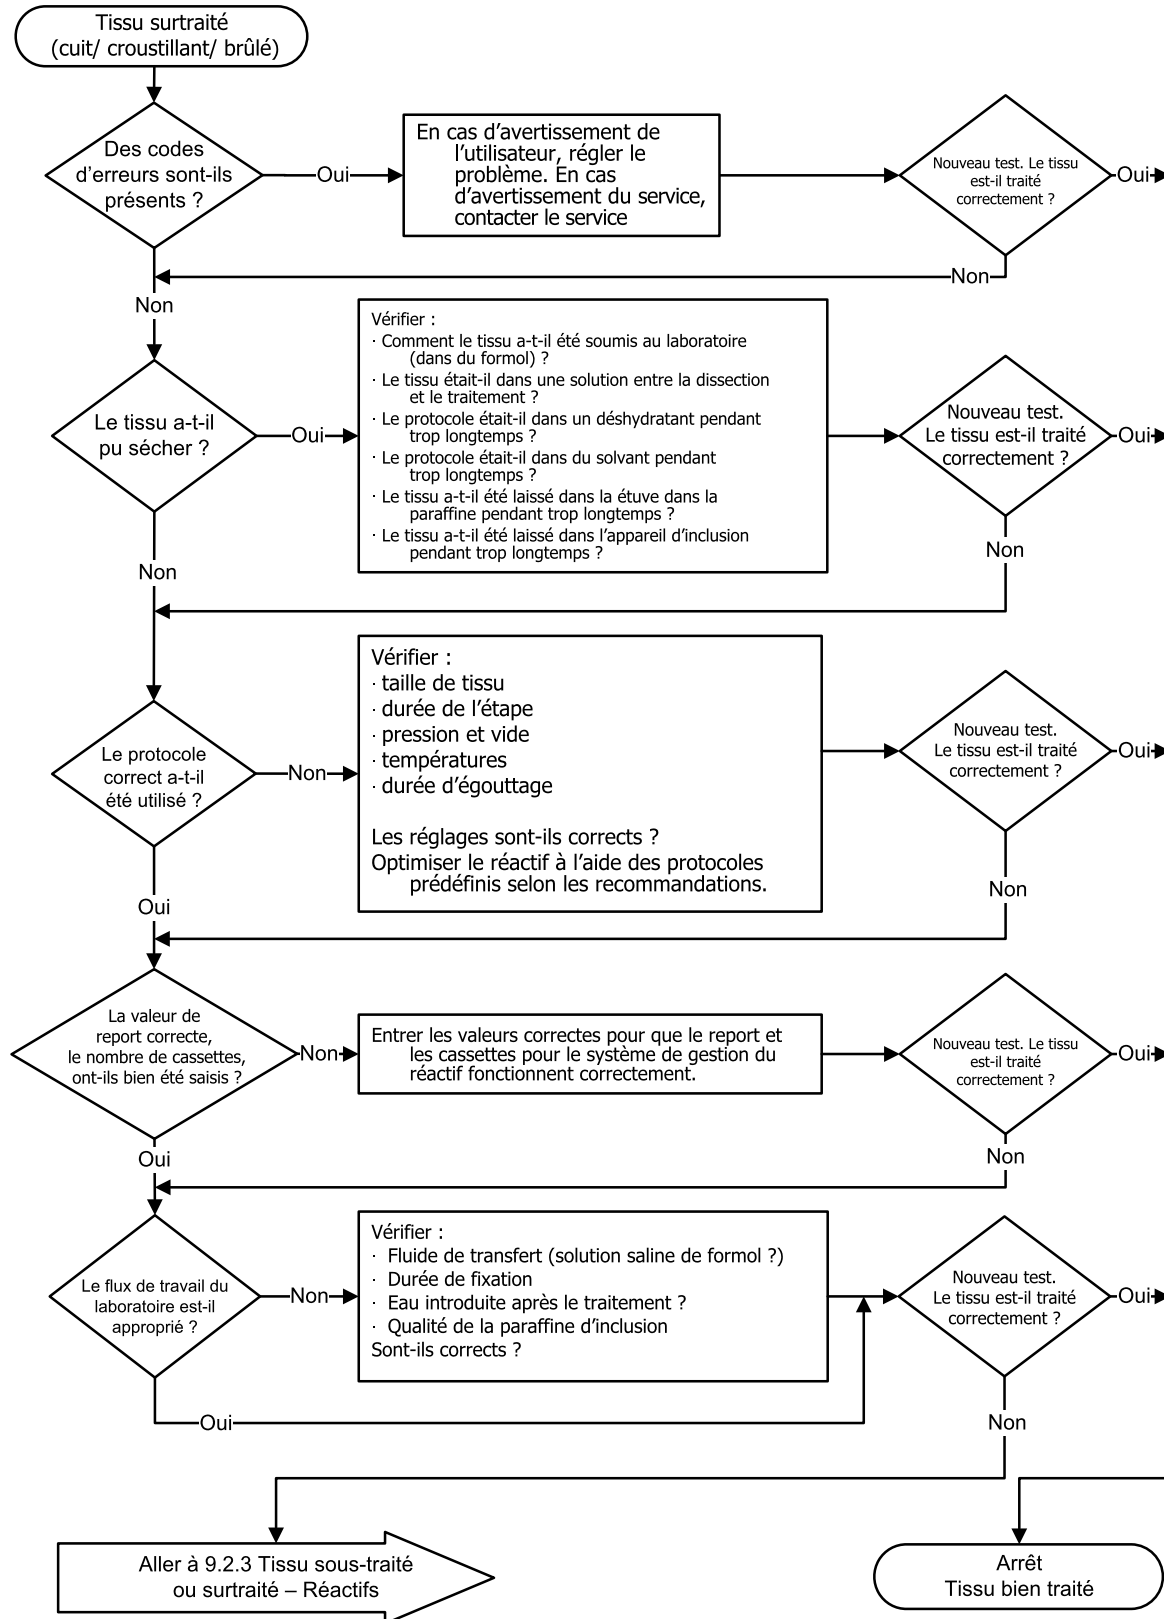 Tissu surtraité
(cuit/ croustillant/ brûlé)
Des codes
d'erreurs sont-ils
présents ?
Oui
En cas d'avertissement de
l'utilisateur, régler le
problème. En cas
d'avertissement du service,
contacter le service
Nouveau test. Le tissu
est-il traité
correctement ?
Oui
Non
Non
Le tissu a-t-il
pu sécher ?
Oui
Vérifier :
· Comment le tissu a-t-il été soumis au laboratoire
(dans du formol) ?
· Le tissu était-il dans une solution entre la dissection
et le traitement ?
· Le protocole était-il dans un déshydratant pendant
trop longtemps ?
· Le protocole était-il dans du solvant pendant
trop longtemps ?
· Le tissu a-t-il été laissé dans la étuve dans la
paraffine pendant trop longtemps ?
· Le tissu a-t-il été laissé dans l'appareil d'inclusion
pendant trop longtemps ?
Nouveau test.
Le tissu est-il traité
correctement ?
Oui
Non
Non
Le protocole
correct a-t-il
été utilisé ?
Non
Vérifier :
· taille de tissu
· durée de l'étape
· pression et vide
· températures
· durée d'égouttage
Les réglages sont-ils corrects ?
Optimiser le réactif à l'aide des protocoles
prédéfinis selon les recommandations.
Nouveau test.
Le tissu est-il traité
correctement ?
Oui
Non
Oui
La valeur de
report correcte,
le nombre de cassettes,
ont-ils bien été saisis ?
Non
Entrer les valeurs correctes pour que le report et
les cassettes pour le système de gestion du
réactif fonctionnent correctement.
Nouveau test. Le tissu
est-il traité
correctement ?
Oui
Non
Oui
Le flux de travail du
laboratoire est-il
approprié ?
Non
Vérifier :
· Fluide de transfert (solution saline de formol ?)
· Durée de fixation
· Eau introduite après le traitement ?
· Qualité de la paraffine d'inclusion
Sont-ils corrects ?
Nouveau test.
Le tissu est-il traité
correctement ?
Oui
Oui
Non
Aller à 9.2.3 Tissu sous-traité
ou surtraité – Réactifs
Arrêt
Tissu bien traité